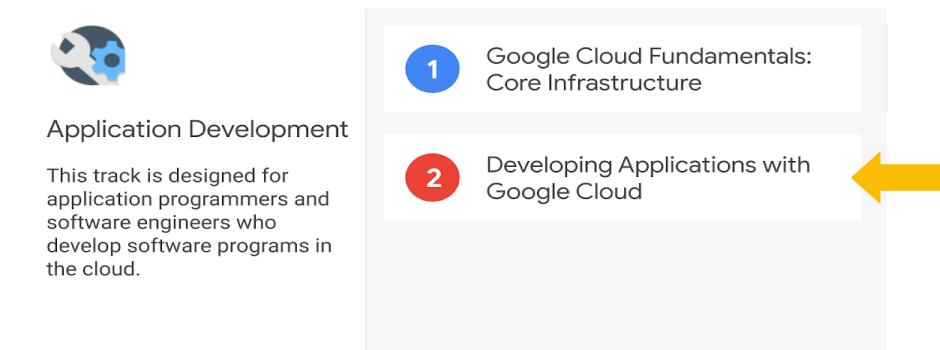 Application Development
This track is designed for
application programmers and
software engineers who
develop software programs in
the cloud.
1
Google Cloud Fundamentals:
Core Infrastructure
2
Developing Applications with
Google Cloud